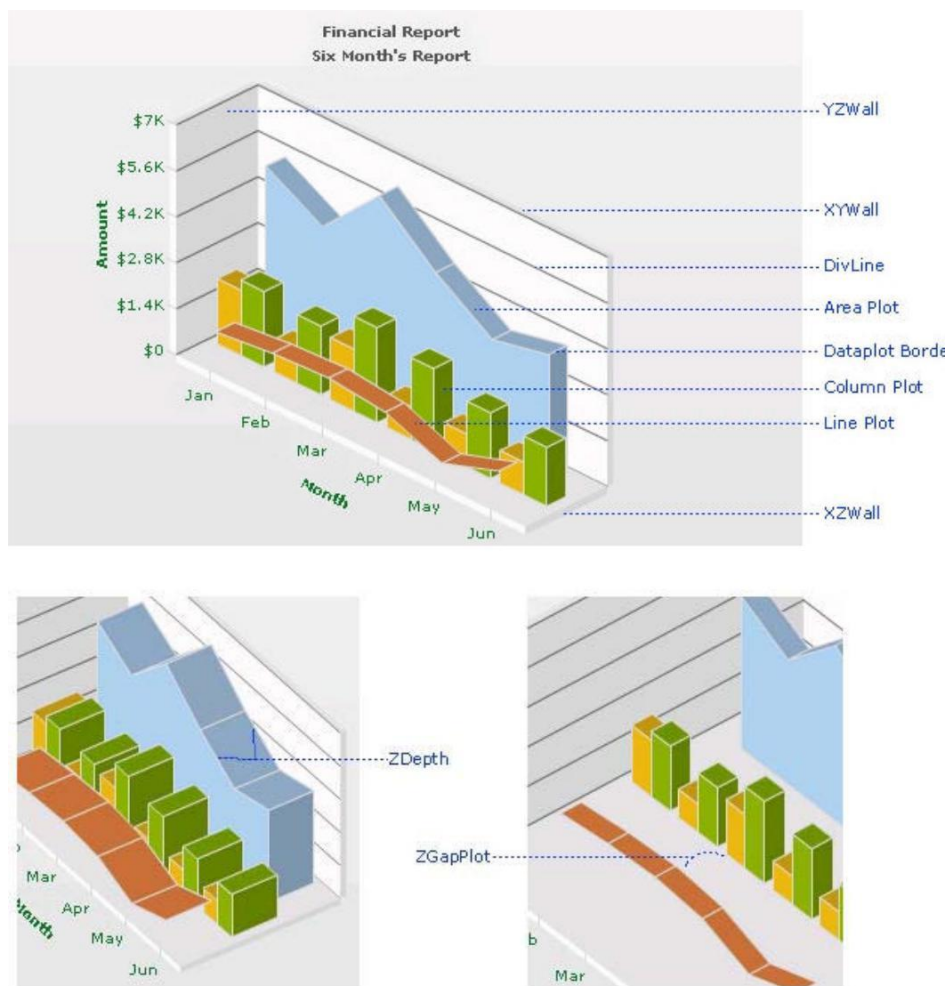 Financial Report
Six Month's Report
YZWall
$7K
$5.6K
XYWall
$4.2K
Amount
DivLine
$2.8K
Area Plot
$1.4K
$0
Dataplot Borde
Column Plot
Jan
Line Plot
Feb
Mar
Apr
Month
May
XZWall
Jun
ZDepth
Mar
Apr
Month
May
Jun
ZGapPlot
b
Mar